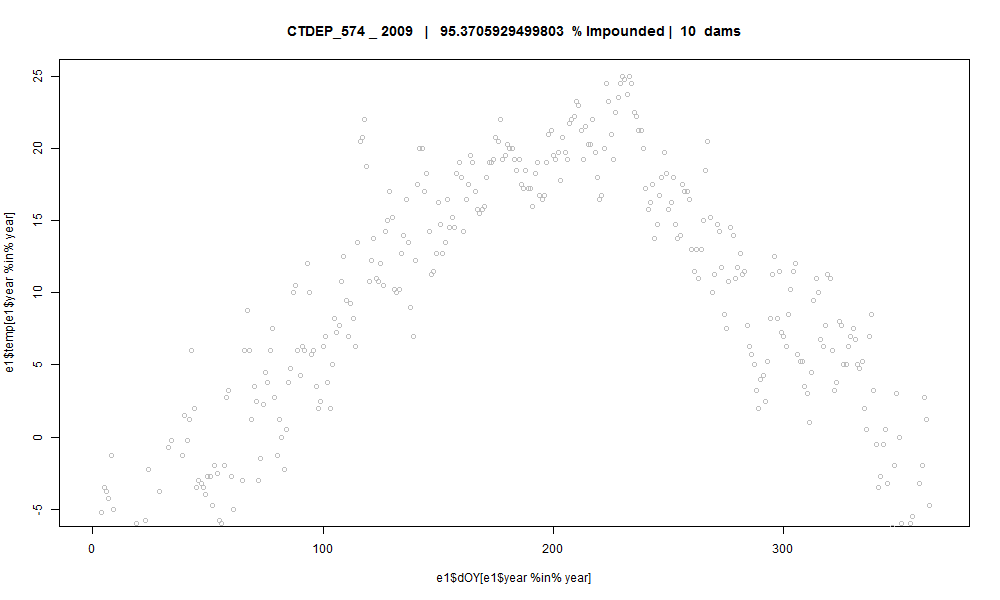 CTDEP_574 _ 2009 | 95.3705929499803 % Impounded | 10 dams
e1$temp[e1$year %in% year]
25
20
15
10
5
0
-5
0 100 200 300
e1$dOY[e1$year %in% year]